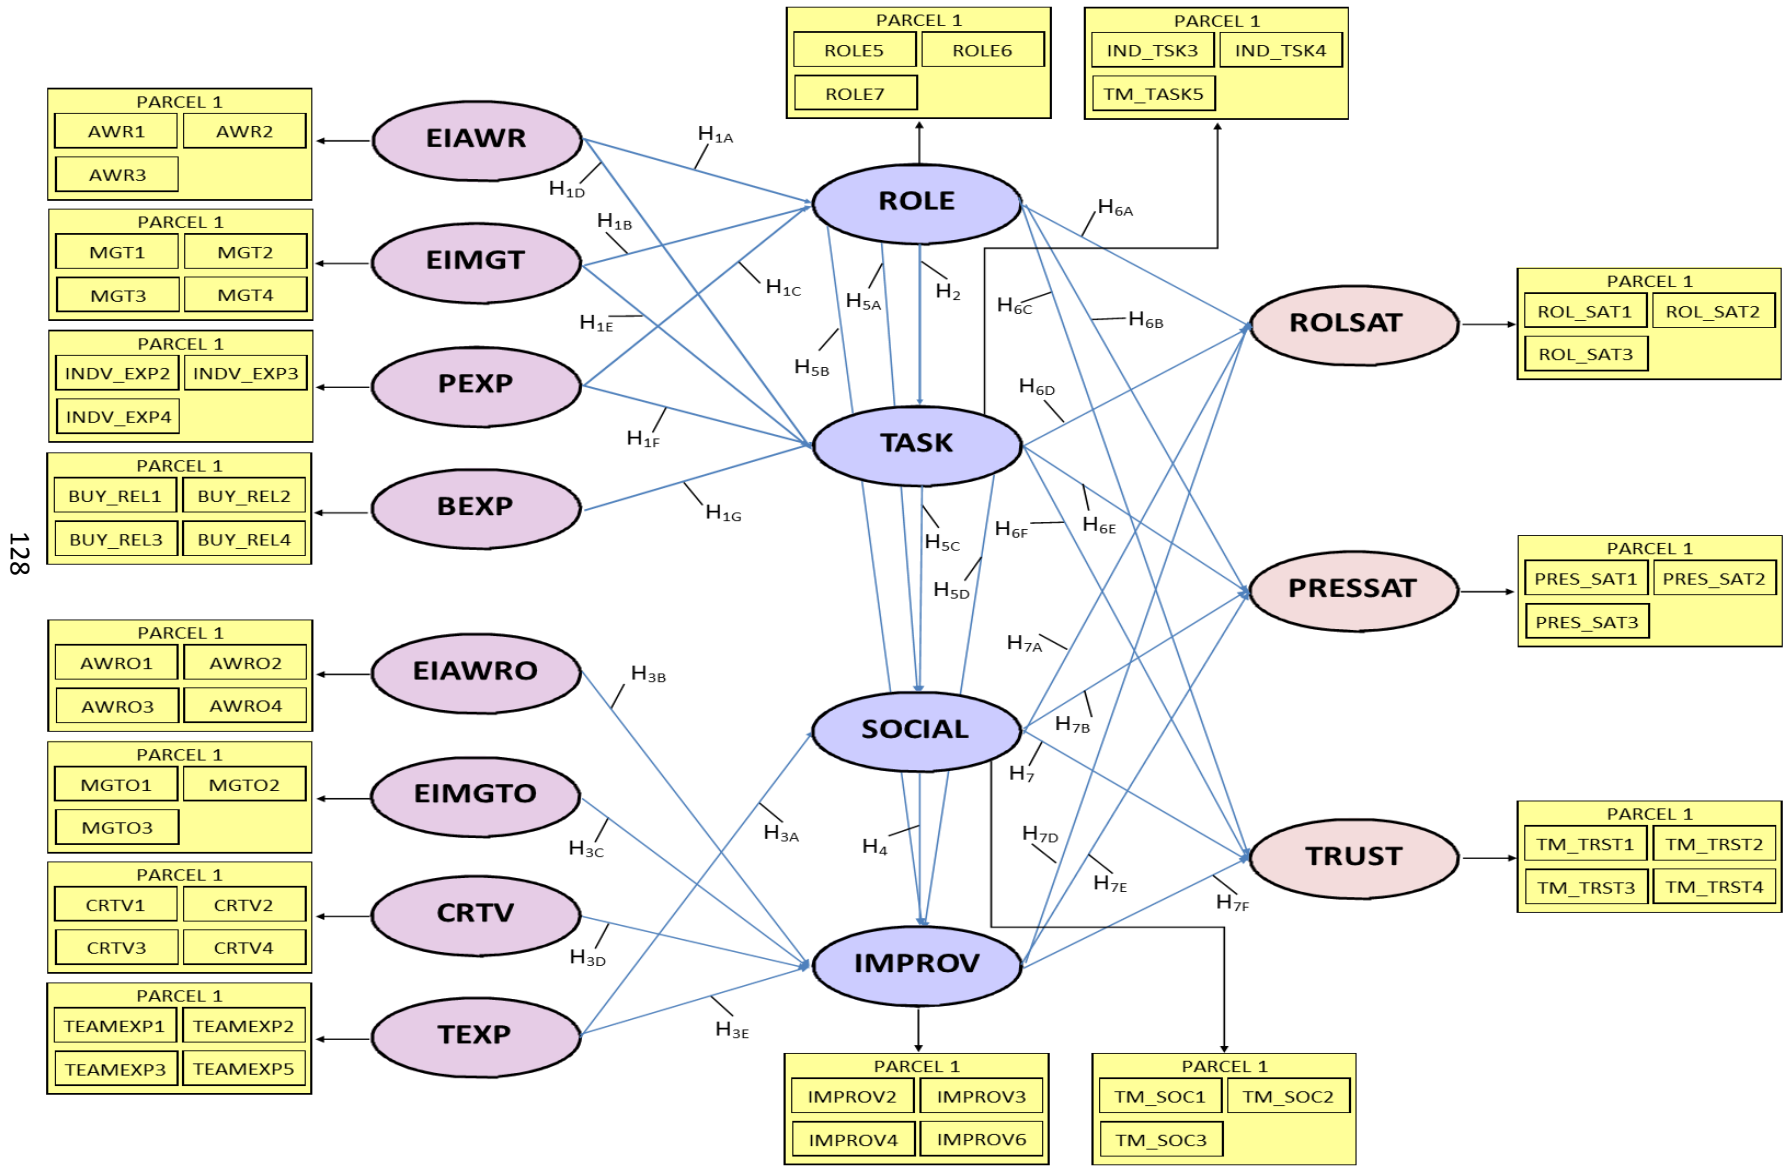 PARCEL 1
ROLE5 ROLE6
ROLE7
PARCEL 1
IND_TSK3 IND_TSK4
TM_TASK5
PARCEL 1
AWR1 AWR2
AWR3
EIAWR
H1A
H1D
ROLE
PARCEL 1
MGT1 MGT2
MGT3 MGT4
EIMGT
H1B
H1C
H1E
H5A
H2
H5B
H6A
H6C
H6B
ROLSAT
PARCEL 1
ROL_SAT1 ROL_SAT2
ROL_SAT3
PARCEL 1
INDV_EXP2 INDV_EXP3
INDV_EXP4
PEXP
H1F
TASK
H6D
PARCEL 1
BUY_REL1 BUY_REL2
BUY_REL3 BUY_REL4
BEXP
H1G
H5C
H5D
H6F
H6E
128
PRESSAT
PARCEL 1
PRES_SAT1 PRES_SAT2
PRES_SAT3
PARCEL 1
AWRO1 AWRO2
AWRO3 AWRO4
EIAWRO
H3B
SOCIAL
H7A
H7B
H7
PARCEL 1
MGTO1 MGTO2
MGTO3
EIMGTO
H3C
H3A
H4
H7D
H7E
H7F
TRUST
PARCEL 1
TM_TRST1 TM_TRST2
TM_TRST3 TM_TRST4
PARCEL 1
CRTV1 CRTV2
CRTV3 CRTV4
CRTV
H3D
IMPROV
PARCEL 1
TEAMEXP1 TEAMEXP2
TEAMEXP3 TEAMEXP5
TEXP
H3E
PARCEL 1
IMPROV2 IMPROV3
IMPROV4 IMPROV6
PARCEL 1
TM_SOC1 TM_SOC2
TM_SOC3